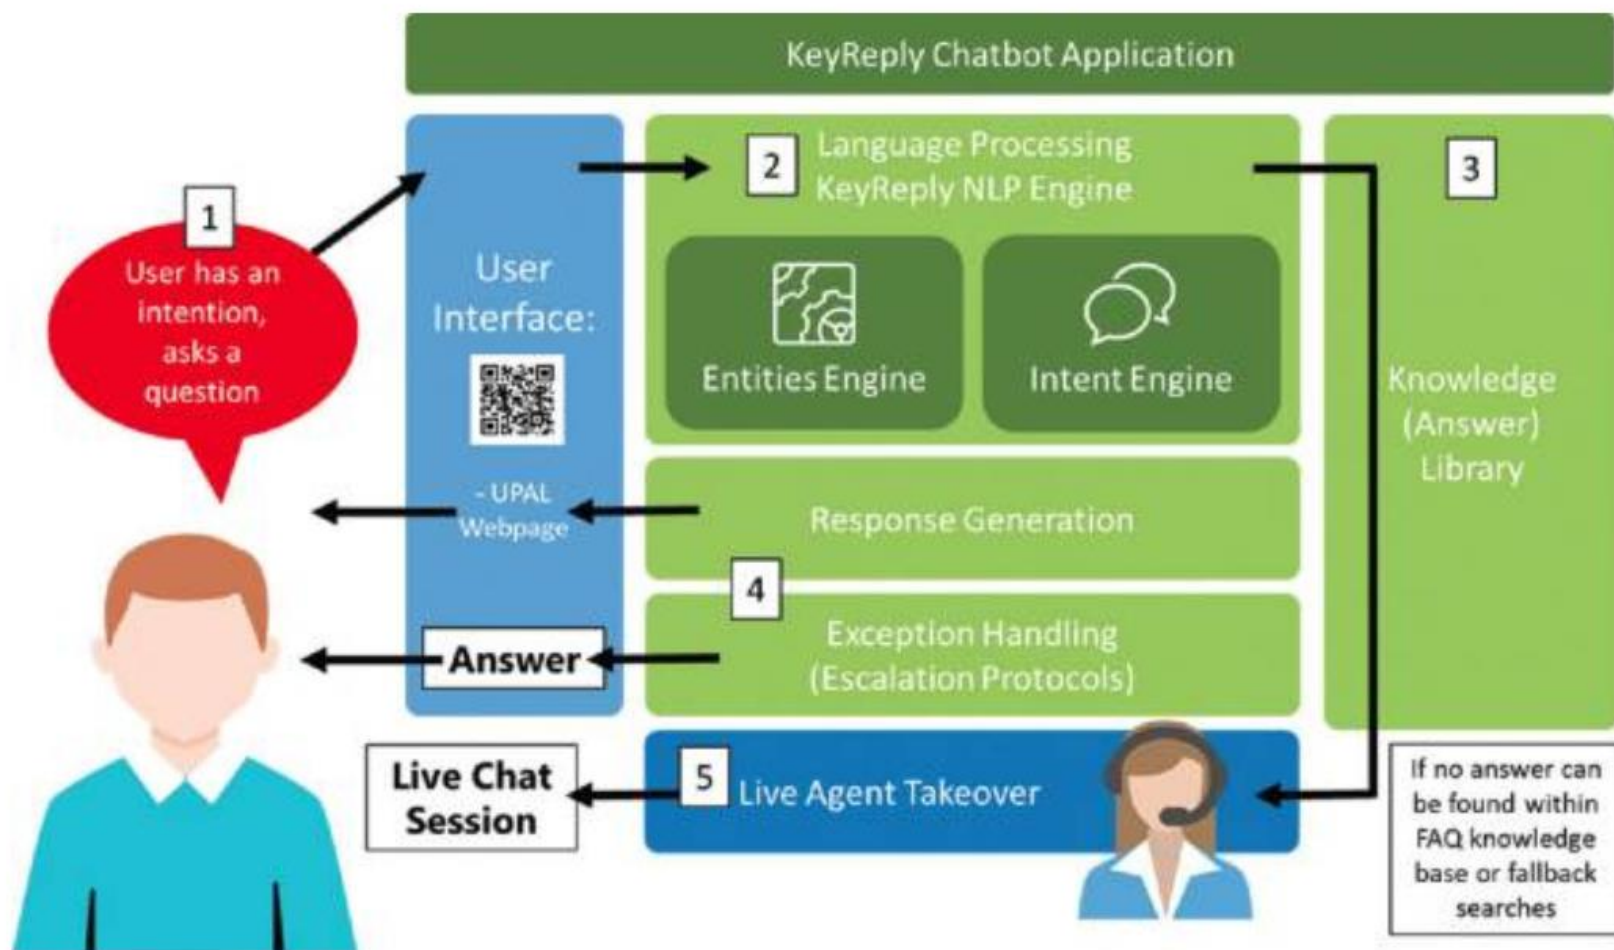 KeyReply Chatbot Application
1
User has an
intention,
asks a
question
User
Interface:
- UPAL
Webpage
2
Language Processing
KeyReply NLP Engine
Entities Engine
Intent Engine
3
Knowledge
(Answer)
Library
Response Generation
4
Exception Handling
(Escalation Protocols)
Answer
Live Chat
Session
5
Live Agent Takeover
If no answer can
be found within
FAQ knowledge
base or fallback
searches